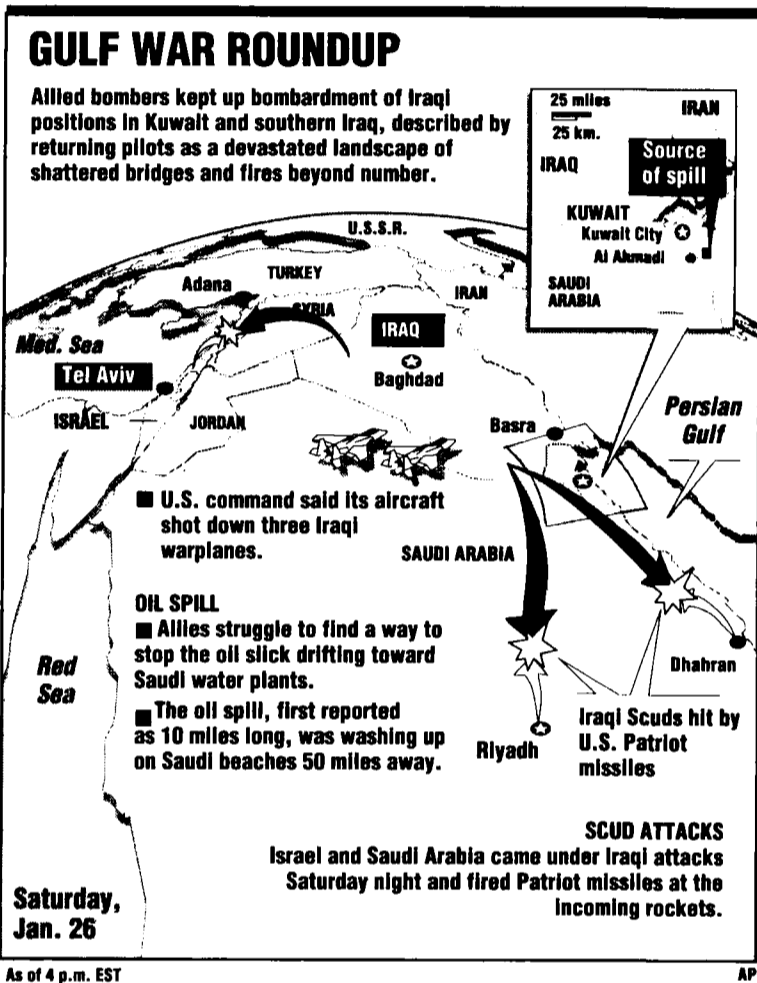 GULF WAR ROUNDUP
Allied bombers kept up bombardment of Iraqi
positions in Kuwait and southern Iraq, described by
returning pilots as a devastated landscape of
shattered bridges and fires beyond number.
25 miles
25 km.
IRAN
IRAQ
Source
of spill
KUWAIT
Kuwait City
Al Ahmadi
SAUDI
ARABIA
U.S.S.R.
TURKEY
Adana
IRAN
SYRIA
Med. Sea
IRAQ
Baghdad
Tel Aviv
ISRAEL
JORDAN
Basra
Persian
Gulf
■ U.S. command said its aircraft
shot down three Iraqi
warplanes.
SAUDI ARABIA
OIL SPILL
■ Allies struggle to find a way to
stop the oil slick drifting toward
Saudi water plants.
■ The oil spill, first reported
as 10 miles long, was washing up
on Saudi beaches 50 miles away.
Red
Sea
Dhahran
Riyadh
Iraqi Scuds hit by
U.S. Patriot
missiles
SCUD ATTACKS
Israel and Saudi Arabia came under Iraqi attacks
Saturday night and fired Patriot missiles at the
incoming rockets.
Saturday,
Jan. 26
As of 4 p.m. EST
AP